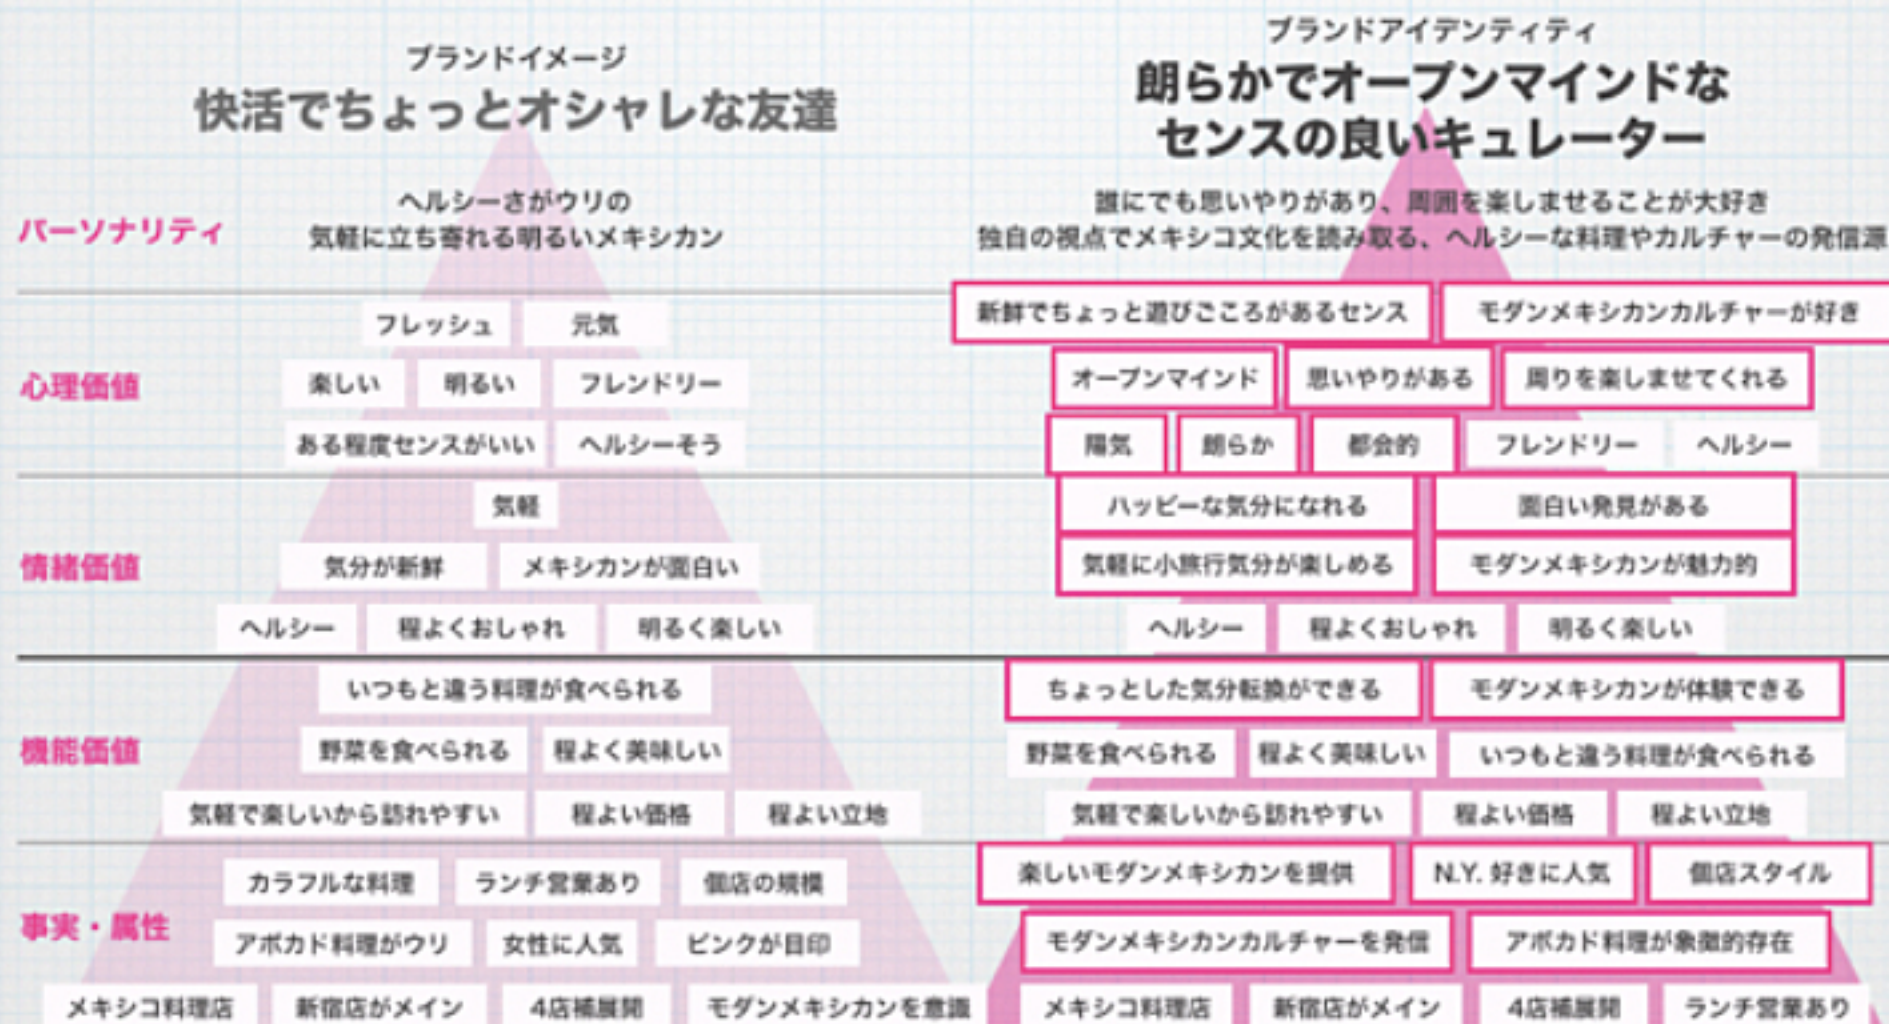 ブランドイメージ
快活でちょっとオシャレな友達
ヘルシーさがウリの
気軽に立ち寄れる明るいメキシカン
ブランドアイデンティティ
朗らかでオープンマインドな
センスの良いキュレーター
誰にでも思いやりがあり、周囲を楽しませることが大好き
独自の視点でメキシコ文化を読み取る、ヘルシーな料理やカルチャーの発信源
パーソナリティ
心理価値
フレッシュ 元気
楽しい 明るい フレンドリー
ある程度センスがいい ヘルシーそう
新鮮でちょっと遊びごころがあるセンス モダンメキシカンカルチャーが好き
オープンマインド 思いやりがある 周りを楽しませてくれる
陽気 朗らか 都会的 フレンドリー ヘルシー
情緒価値
気軽
気分が新鮮 メキシカンが面白い
ヘルシー 程よくおしゃれ 明るく楽しい
ハッピーな気分になれる 面白い発見がある
気軽に小旅行気分が楽しめる モダンメキシカンが魅力的
ヘルシー 程よくおしゃれ 明るく楽しい
機能価値
いつもと違う料理が食べられる
野菜を食べられる 程よく美味しい
気軽で楽しいから訪れやすい 程よい価格 程よい立地
ちょっとした気分転換ができる モダンメキシカンが体験できる
野菜を食べられる 程よく美味しい いつもと違う料理が食べられる
気軽で楽しいから訪れやすい 程よい価格 程よい立地
事実・属性
カラフルな料理 ランチ営業あり 個店の規模
アボカド料理がウリ 女性に人気 ピンクが目印
メキシコ料理店 新宿店がメイン 4店補展開 モダンメキシカンを意識
楽しいモダンメキシカンを提供 N.Y. 好きに人気 個店スタイル
モダンメキシカンカルチャーを発信 アボカド料理が象徴的存在
メキシコ料理店 新宿店がメイン 4店補展開 ランチ営業あり